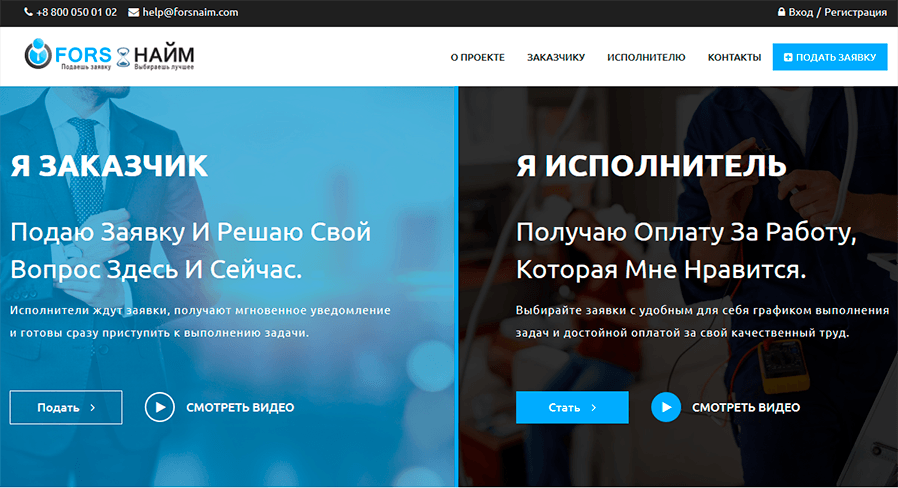 +8 800 050 01 02 help@forsnaim.com Вход / Регистрация
FORS НАЙМ
Подаешь заявку Выбираешь лучшее
О ПРОЕКТЕ ЗАКАЗЧИКУ ИСПОЛНИТЕЛЮ КОНТАКТЫ ПОДАТЬ ЗАЯВКУ
Я ЗАКАЗЧИК
Подаю Заявку И Решаю Свой
Вопрос Здесь И Сейчас.
Исполнители ждут заявки, получают мгновенное уведомление
и готовы сразу приступить к выполнению задачи.
Подать
СМОТРЕТЬ ВИДЕО
Я ИСПОЛНИТЕЛЬ
Получаю Оплату За Работу,
Которая Мне Нравится.
Выбирайте заявки с удобным для себя графиком выполнения
задач и достойной оплатой за свой качественный труд.
Стать
СМОТРЕТЬ ВИДЕО